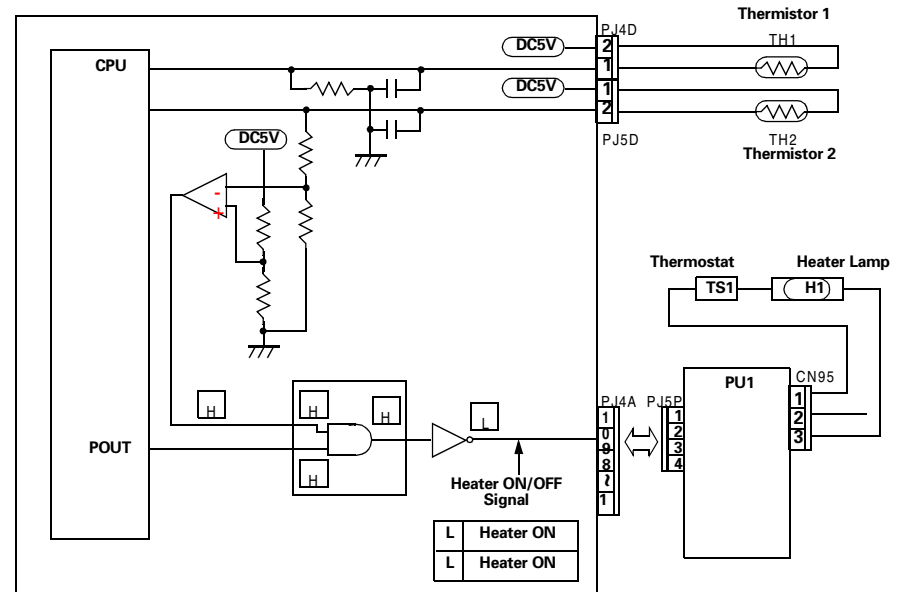 Thermistor 1
PJ4D
DC5V
2
TH1
CPU
1
DC5V
1
2
DC5V
PJ5D
TH2
Thermistor 2
-
+
Thermostat
Heater Lamp
TS1
H1
PU1
CN95
PJ4A
PJ5P
1
2
3
H
H
H
L
1
0
9
8
~
1
1
2
3
4
POUT
H
Heater ON/OFF
Signal
L Heater ON
L Heater ON